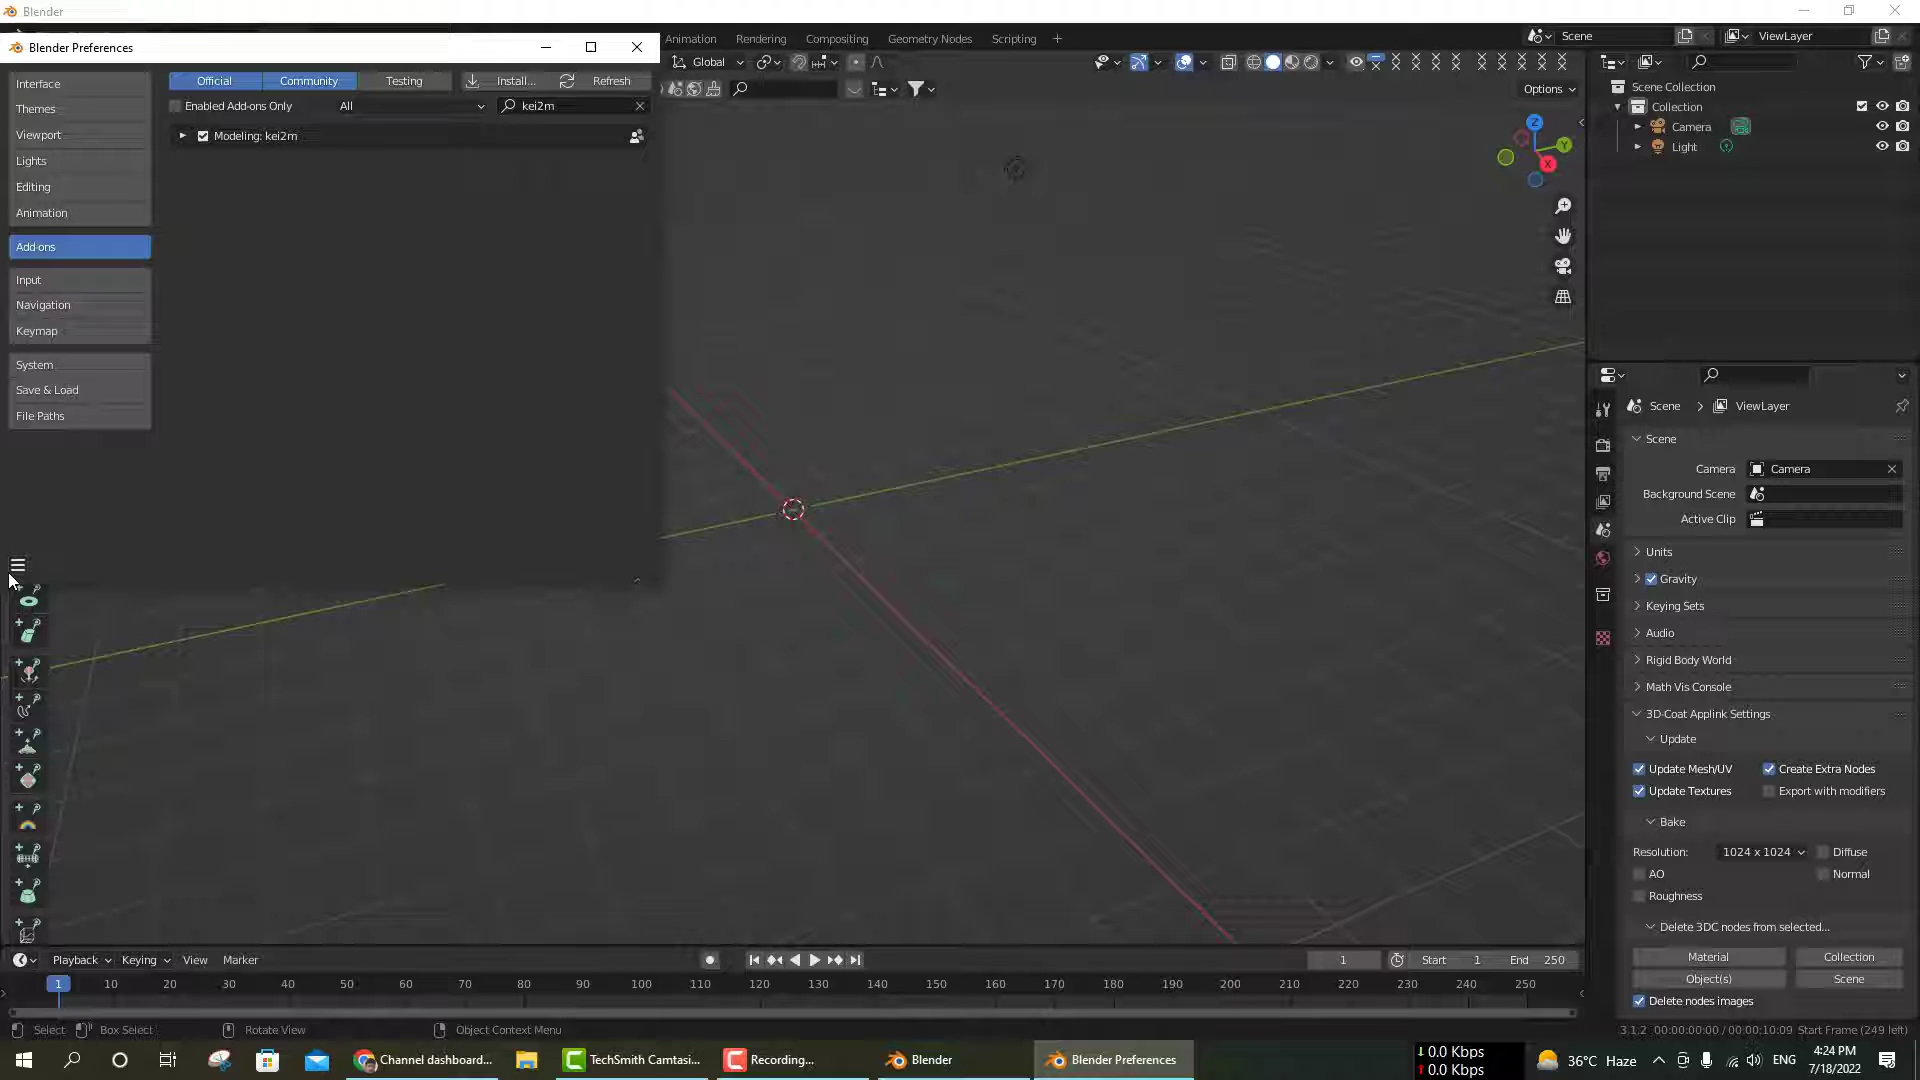 Blender
Blender Preferences
Animation Rendering Compositing Geometry Nodes Scripting
Scene
ViewLayer
Global
Options
Official Community Testing Install... Refresh
Enabled Add-ons Only All kei2m
Modeling: kei2m
Interface
Themes
Viewport
Lights
Editing
Animation
Add-ons
Input
Navigation
Keymap
System
Save & Load
File Paths
Z
Y
X
Scene Collection
Collection
Camera
Light
Scene > ViewLayer
Scene
Camera Camera
Background Scene
Active Clip
Units
Gravity
Keying Sets
Audio
Rigid Body World
Math Vis Console
3D-Coat Applink Settings
Update
Update Mesh/UV Create Extra Nodes
Update Textures Export with modifiers
Bake
Resolution: 1024 x 1024 Diffuse
AO Normal
Roughness
Delete 3DC nodes from selected...
Material Collection
Object(s) Scene
Delete nodes images
Playback Keying View Marker
1 Start 1 End 250
1 10 20 30 40 50 60 70 80 90 100 110 120 130 140 150 160 170 180 190 200 210 220 230 240 250
Select Box Select Rotate View Object Context Menu
3.1.2 00:00:00:00 / 00:00:10:09 Start Frame (249 left)
Channel dashboard...
TechSmith Camtasi...
Recording...
Blender
Blender Preferences
0.0 Kbps
0.0 Kbps
36°C Haze
ENG
4:24 PM
7/18/2022